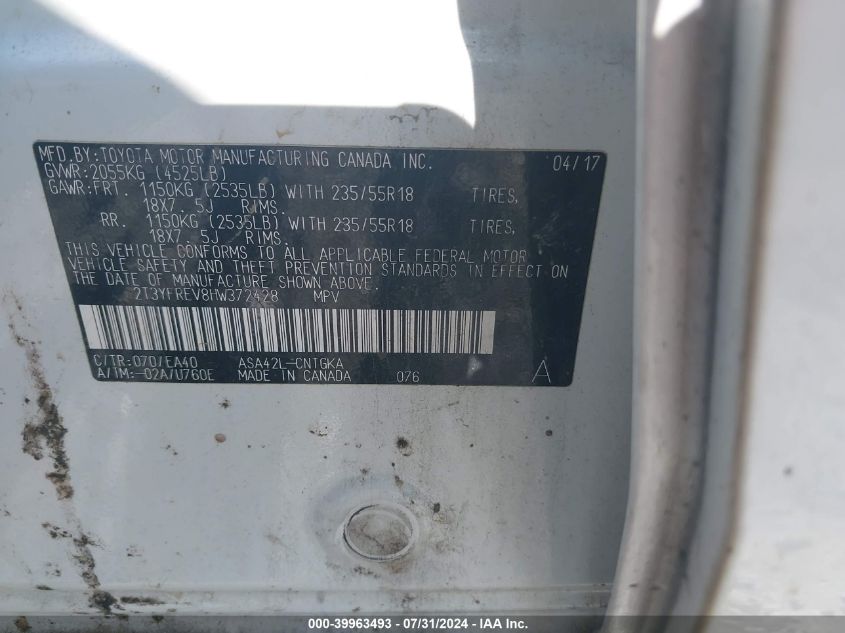 MFD.BY:TOYOTA MOTOR MANUFACTURING CANADA INC. 04/17
GVWR:2055KG (4525LB)
GAWR:FRT. 1150KG (2535LB) WITH 235/55R18 TIRES,
18X7. 5J RIMS.
RR. 1150KG (2535LB) WITH 235/55R18 TIRES,
18X7. 5J RIMS.
THIS VEHICLE CONFORMS TO ALL APPLICABLE FEDERAL MOTOR
VEHICLE SAFETY AND THEFT PREVENTION STANDARDS IN EFFECT ON
THE DATE OF MANUFACTURE SHOWN ABOVE.
2T3YFREV8HW372428 MPV
C/TR:070/EA40 ASA42L-CNTGKA
A/TM:-02A/U760E MADE IN CANADA 076 A
000-39963493 - 07/31/2024 - IAA Inc.